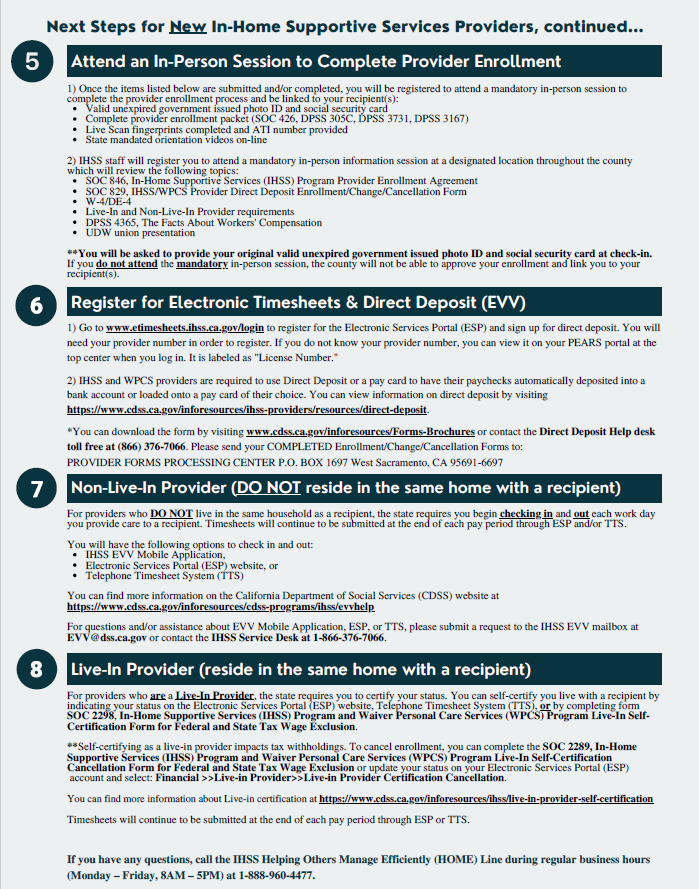 Next Steps for New In-Home Supportive Services Providers, continued...
5 Attend an In-Person Session to Complete Provider Enrollment
1) Once the items listed below are submitted and/or completed, you will be registered to attend a mandatory in-person session to
complete the provider enrollment process and be linked to your recipient(s):
• Valid unexpired government issued photo ID and social security card
• Complete provider enrollment packet (SOC 426, DPSS 305C, DPSS 3731, DPSS 3167)
• Live Scan fingerprints completed and ATI number provided
• State mandated orientation videos on-line
2) IHSS staff will register you to attend a mandatory in-person information session at a designated location throughout the county
which will review the following topics:
• SOC 846, In-Home Supportive Services (IHSS) Program Provider Enrollment Agreement
• SOC 829, IHSS/WPCS Provider Direct Deposit Enrollment/Change/Cancellation Form
• W-4/DE-4
• Live-In and Non-Live-In Provider requirements
• DPSS 4365, The Facts About Workers' Compensation
• UDW union presentation
**You will be asked to provide your original valid unexpired government issued photo ID and social security card at check-in.
If you do not attend the mandatory in-person session, the county will not be able to approve your enrollment and link you to your
recipient(s).
6 Register for Electronic Timesheets & Direct Deposit (EVV)
1) Go to www.etimesheets.ihss.ca.gov/login to register for the Electronic Services Portal (ESP) and sign up for direct deposit. You will
need your provider number in order to register. If you do not know your provider number, you can view it on your PEARS portal at the
top center when you log in. It is labeled as "License Number."
2) IHSS and WPCS providers are required to use Direct Deposit or a pay card to have their paychecks automatically deposited into a
bank account or loaded onto a pay card of their choice. You can view information on direct deposit by visiting
https://www.cdss.ca.gov/inforesources/ihss-providers/resources/direct-deposit.
*You can download the form by visiting www.cdss.ca.gov/inforesources/Forms-Brochures or contact the Direct Deposit Help desk
toll free at (866) 376-7066. Please send your COMPLETED Enrollment/Change/Cancellation Forms to:
PROVIDER FORMS PROCESSING CENTER P.O. BOX 1697 West Sacramento, CA 95691-6697
7 Non-Live-In Provider (DO NOT reside in the same home with a recipient)
For providers who DO NOT live in the same household as a recipient, the state requires you begin checking in and out each work day
you provide care to a recipient. Timesheets will continue to be submitted at the end of each pay period through ESP and/or TTS.
You will have the following options to check in and out:
• IHSS EVV Mobile Application,
• Electronic Services Portal (ESP) website, or
• Telephone Timesheet System (TTS)
You can find more information on the California Department of Social Services (CDSS) website at
https://www.cdss.ca.gov/inforesources/cdss-programs/ihss/evvhelp
For questions and/or assistance about EVV Mobile Application, ESP, or TTS, please submit a request to the IHSS EVV mailbox at
EVV@dss.ca.gov or contact the IHSS Service Desk at 1-866-376-7066.
8 Live-In Provider (reside in the same home with a recipient)
For providers who are a Live-In Provider, the state requires you to certify your status. You can self-certify you live with a recipient by
indicating your status on the Electronic Services Portal (ESP) website, Telephone Timesheet System (TTS), or by completing form
SOC 2298, In-Home Supportive Services (IHSS) Program and Waiver Personal Care Services (WPCS) Program Live-In Self-
Certification Form for Federal and State Tax Wage Exclusion.
**Self-certifying as a live-in provider impacts tax withholdings. To cancel enrollment, you can complete the SOC 2289, In-Home
Supportive Services (IHSS) Program and Waiver Personal Care Services (WPCS) Program Live-In Self-Certification
Cancellation Form for Federal and State Tax Wage Exclusion or update your status on your Electronic Services Portal (ESP)
account and select: Financial >>Live-in Provider>>Live-in Provider Certification Cancellation.
You can find more information about Live-in certification at https://www.cdss.ca.gov/inforesources/ihss/live-in-provider-self-certification
Timesheets will continue to be submitted at the end of each pay period through ESP or TTS.
If you have any questions, call the IHSS Helping Others Manage Efficiently (HOME) Line during regular business hours
(Monday – Friday, 8AM – 5PM) at 1-888-960-4477.